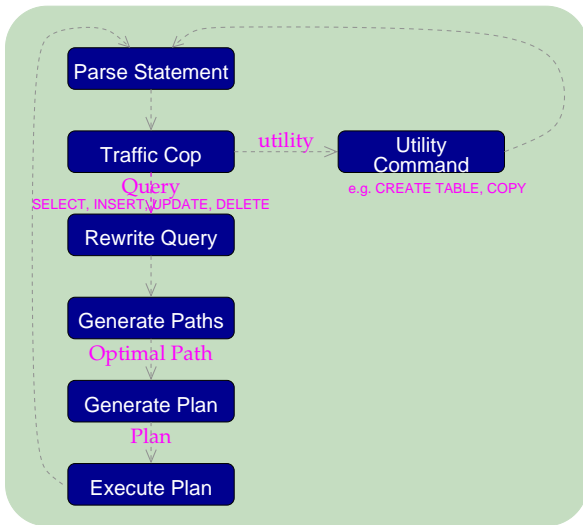 Parse Statement
Traffic Cop
utility
Utility
Command
e.g. CREATE TABLE, COPY
Query
SELECT, INSERT, UPDATE, DELETE
Rewrite Query
Generate Paths
Optimal Path
Generate Plan
Plan
Execute Plan